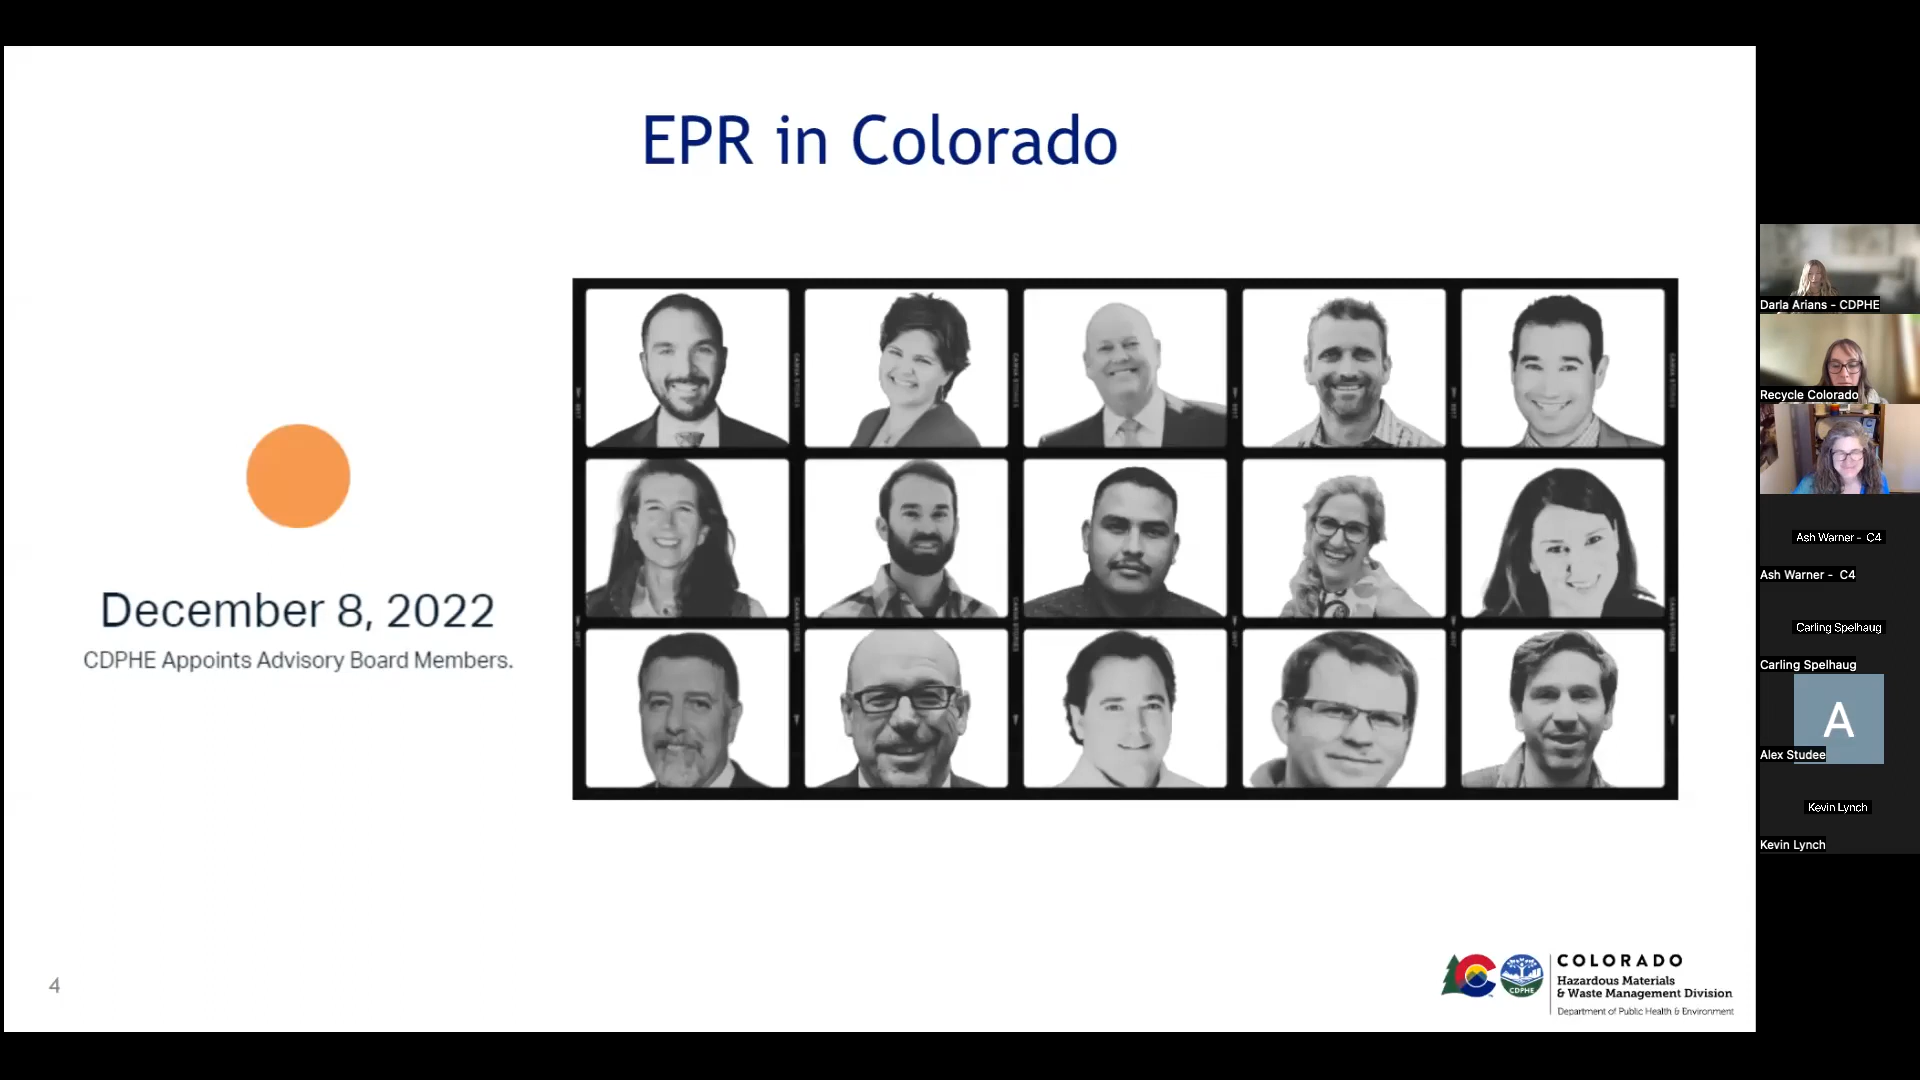 EPR in Colorado
December 8, 2022
CDPHE Appoints Advisory Board Members.
4
CDPHE
COLORADO
Hazardous Materials
& Waste Management Division
Department of Public Health & Environment
Daria Arians - CDPHE
Recycle Colorado
Ash Warner - C4
Ash Warner - C4
Carling Spelhaug
Carling Spelhaug
A
Alex Studee
Kevin Lynch
Kevin Lynch